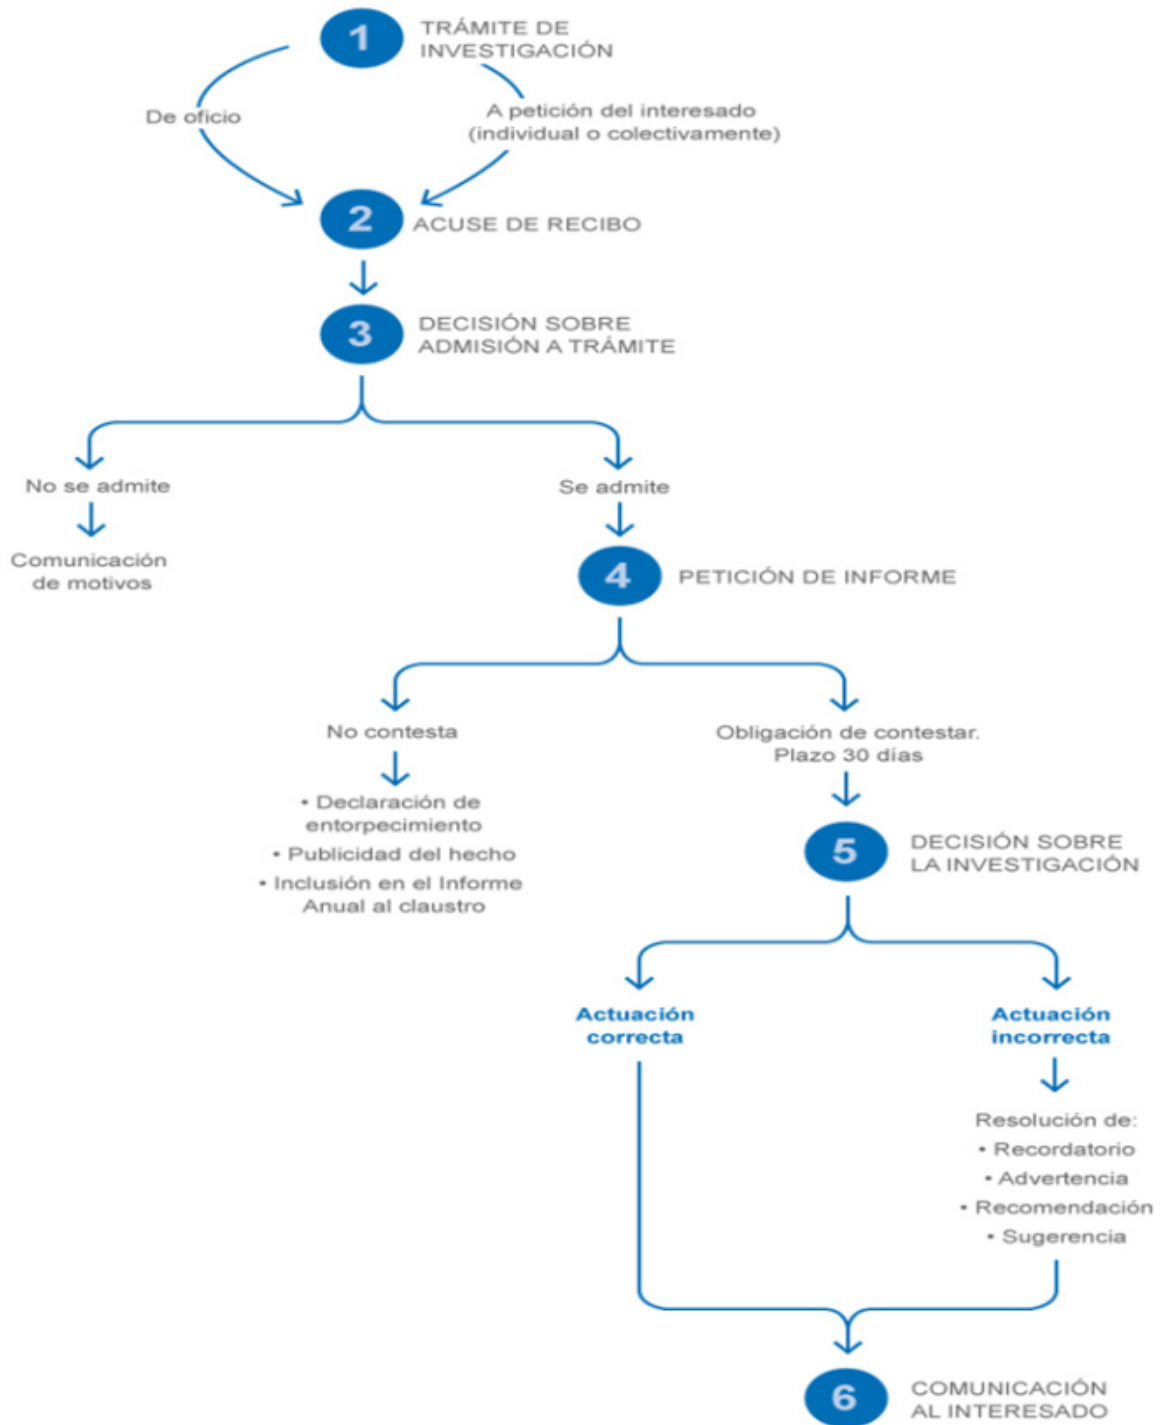 1
TRÁMITE DE
INVESTIGACIÓN
De oficio
A petición del interesado
(individual o colectivamente)
2
ACUSE DE RECIBO
3
DECISIÓN SOBRE
ADMISIÓN A TRÁMITE
No se admite
Se admite
Comunicación
de motivos
4
PETICIÓN DE INFORME
No contesta
Obligación de contestar.
Plazo 30 días
• Declaración de
entorpecimiento
• Publicidad del hecho
• Inclusión en el Informe
Anual al claustro
5
DECISIÓN SOBRE
LA INVESTIGACIÓN
Actuación
correcta
Actuación
incorrecta
Resolución de:
• Recordatorio
• Advertencia
• Recomendación
• Sugerencia
6
COMUNICACIÓN
AL INTERESADO